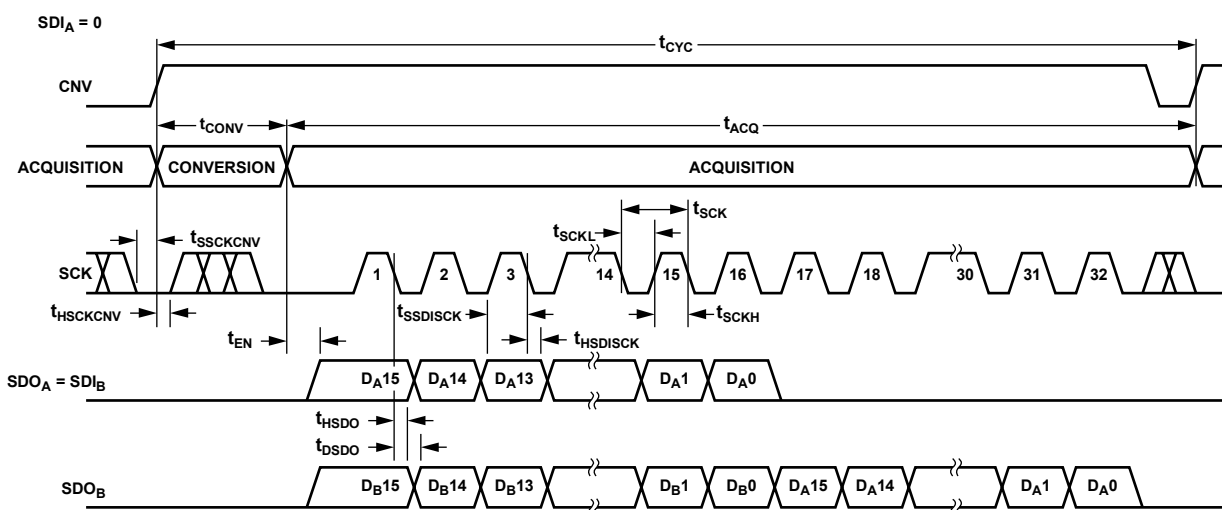 SDIA = 0
tCYC
CNV
tCONV
tACQ
ACQUISITION CONVERSION ACQUISITION
tSCK
tSSCKCNV
tSCKL
SCK
1 2 3 14 15 16 17 18 30 31 32
tHSCKCNV
tSSDISCK
tSCKH
tEN
tHSDISCK
SDOA = SDIB
DA15 DA14 DA13 DA1 DA0
tHSDO
tDSDO
SDOB
DB15 DB14 DB13 DB1 DB0 DA15 DA14 DA1 DA0